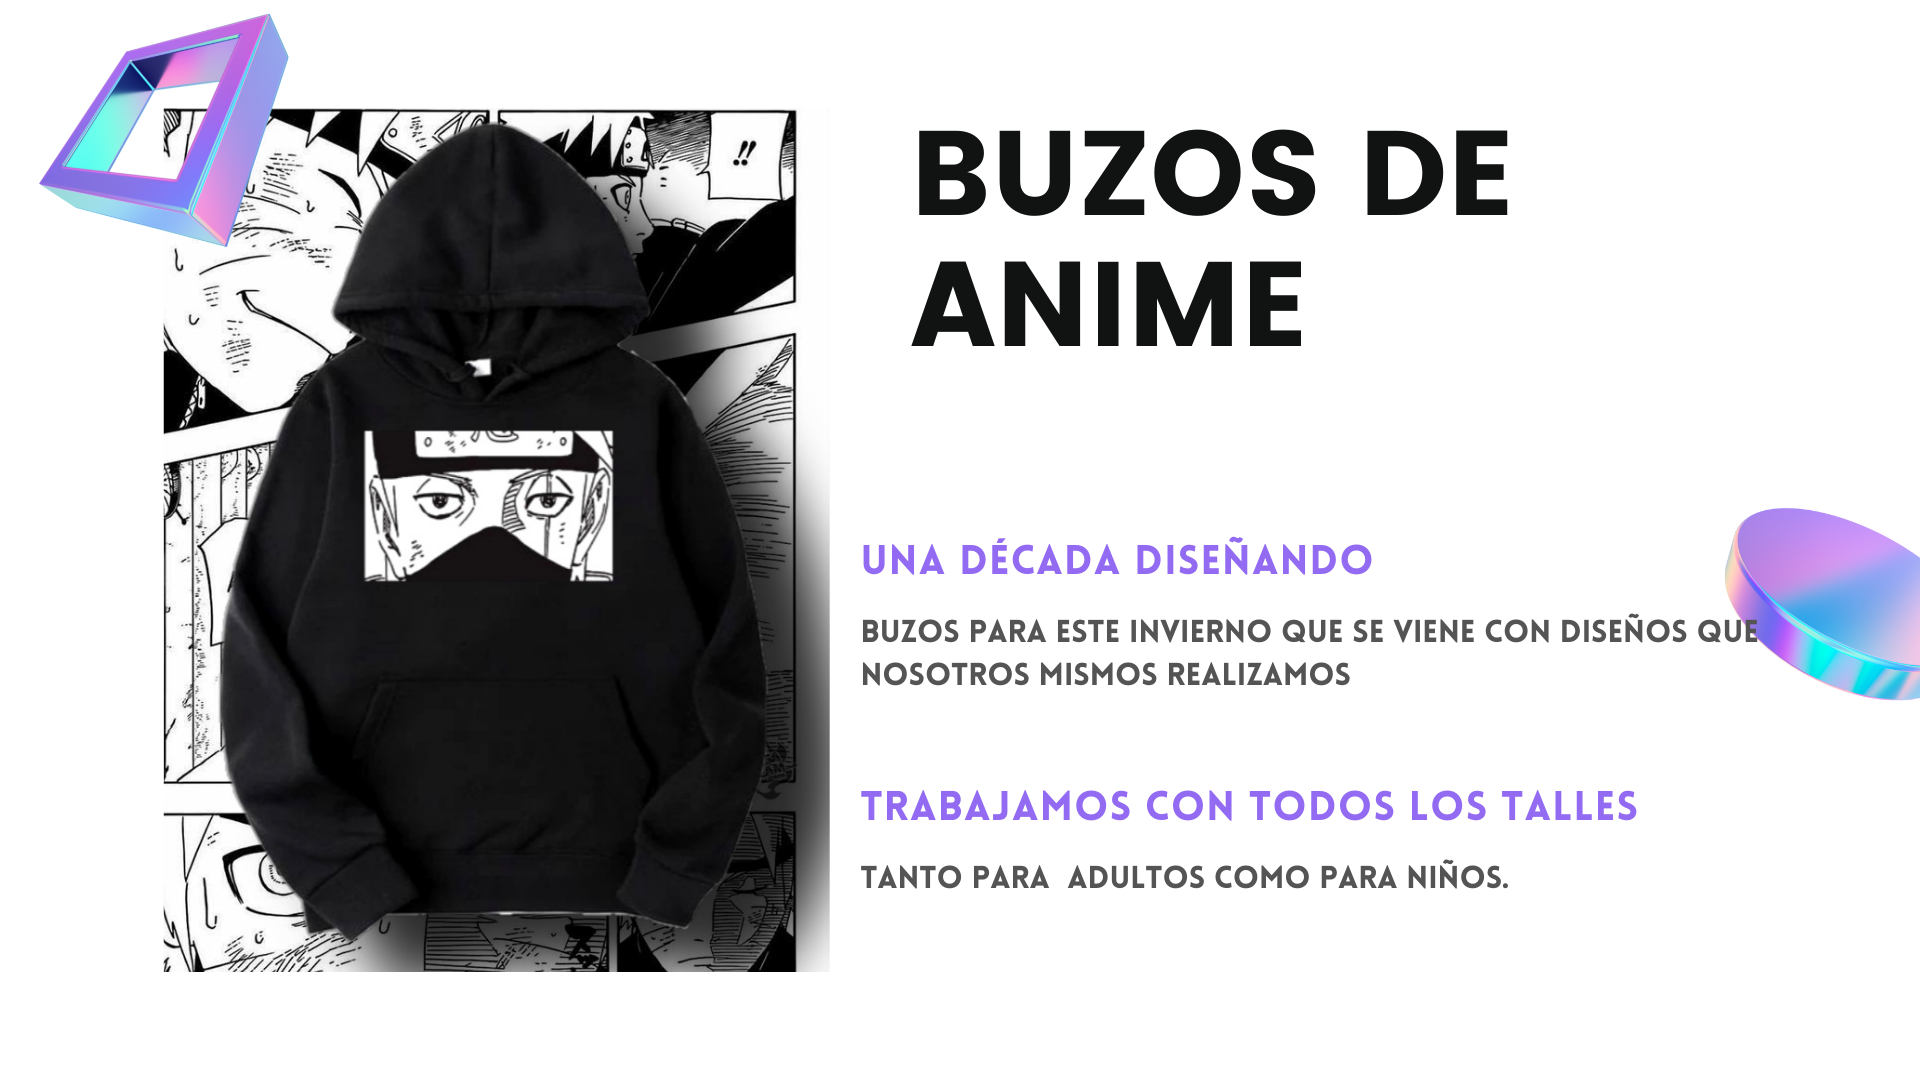 !!
BUZOS DE
ANIME
UNA DÉCADA DISEÑANDO
BUZOS PARA ESTE INVIERNO QUE SE VIENE CON DISEÑOS QUE
NOSOTROS MISMOS REALIZAMOS
TRABAJAMOS CON TODOS LOS TALLES
TANTO PARA  ADULTOS COMO PARA NIÑOS.